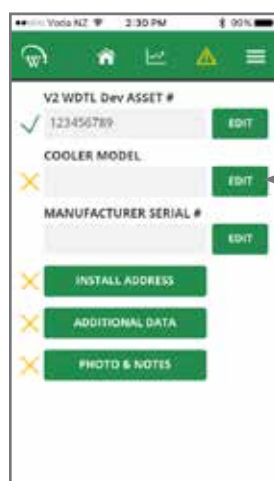 Voda NZ 2:30 PM 99%
W
V2 WDTL Dev ASSET #
123456789 EDIT
COOLER MODEL
EDIT
MANUFACTURER SERIAL #
EDIT
INSTALL ADDRESS
ADDITIONAL DATA
PHOTO & NOTES